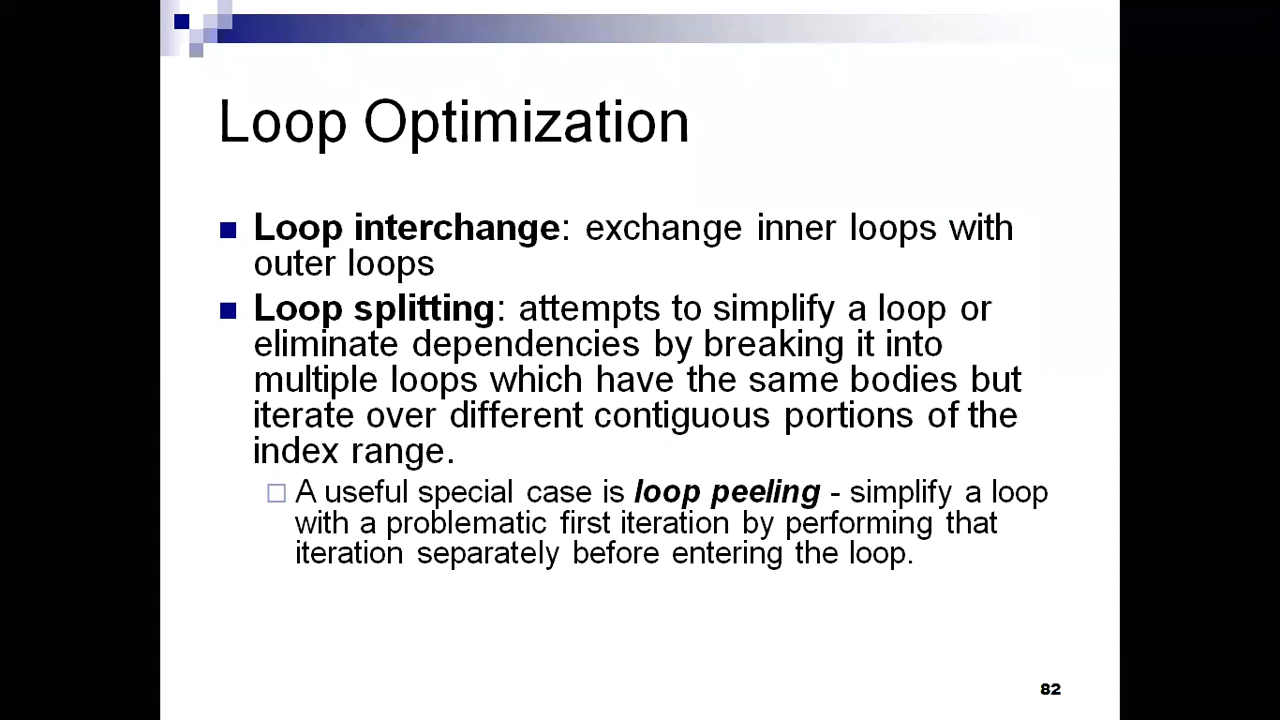 Loop Optimization
Loop interchange: exchange inner loops with
outer loops
Loop splitting: attempts to simplify a loop or
eliminate dependencies by breaking it into
multiple loops which have the same bodies but
iterate over different contiguous portions of the
index range.
A useful special case is loop peeling - simplify a loop
with a problematic first iteration by performing that
iteration separately before entering the loop.
82